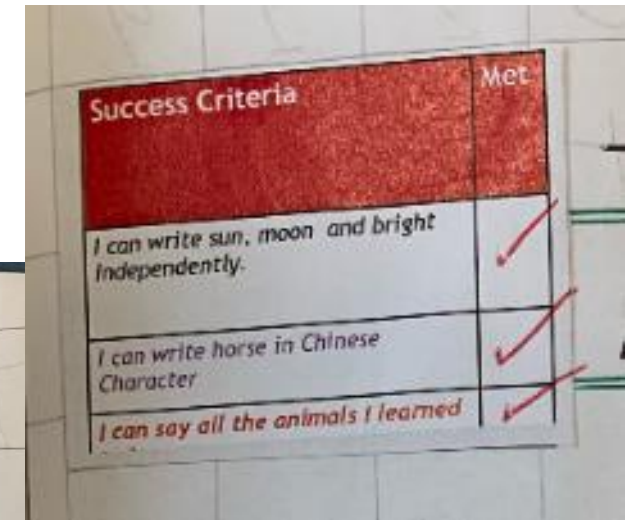 Success Criteria
Met
I can write sun, moon and bright
independently.
I can write horse in Chinese
Character
I can say all the animals I learned